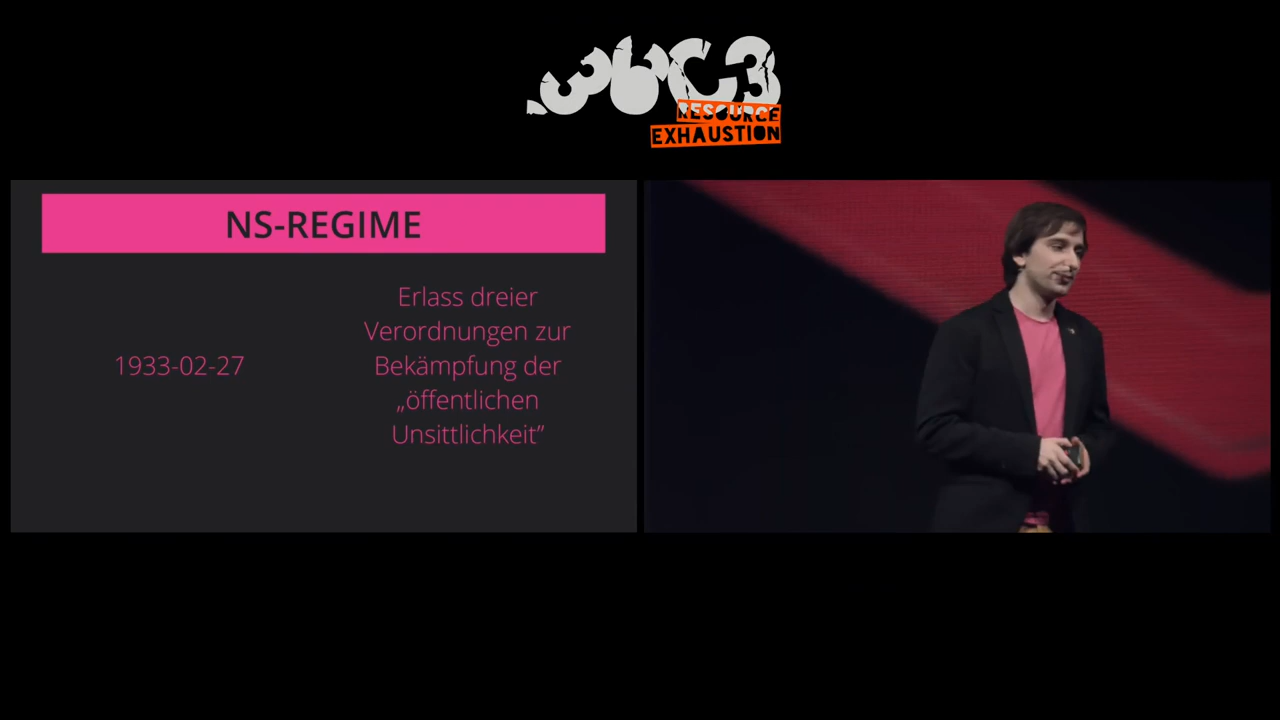 36C3
RESOURCE
EXHAUSTION
NS-REGIME
1933-02-27
Erlass dreier
Verordnungen zur
Bekämpfung der
„öffentlichen
Unsittlichkeit”